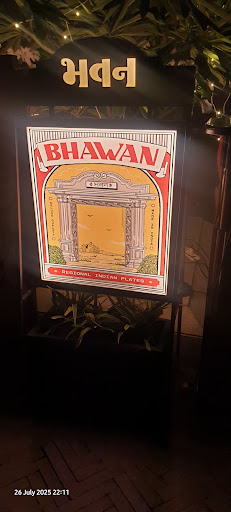 ભવન
BHAWAN
REGIONAL INDIAN PLATES
26 July 2025 22:11